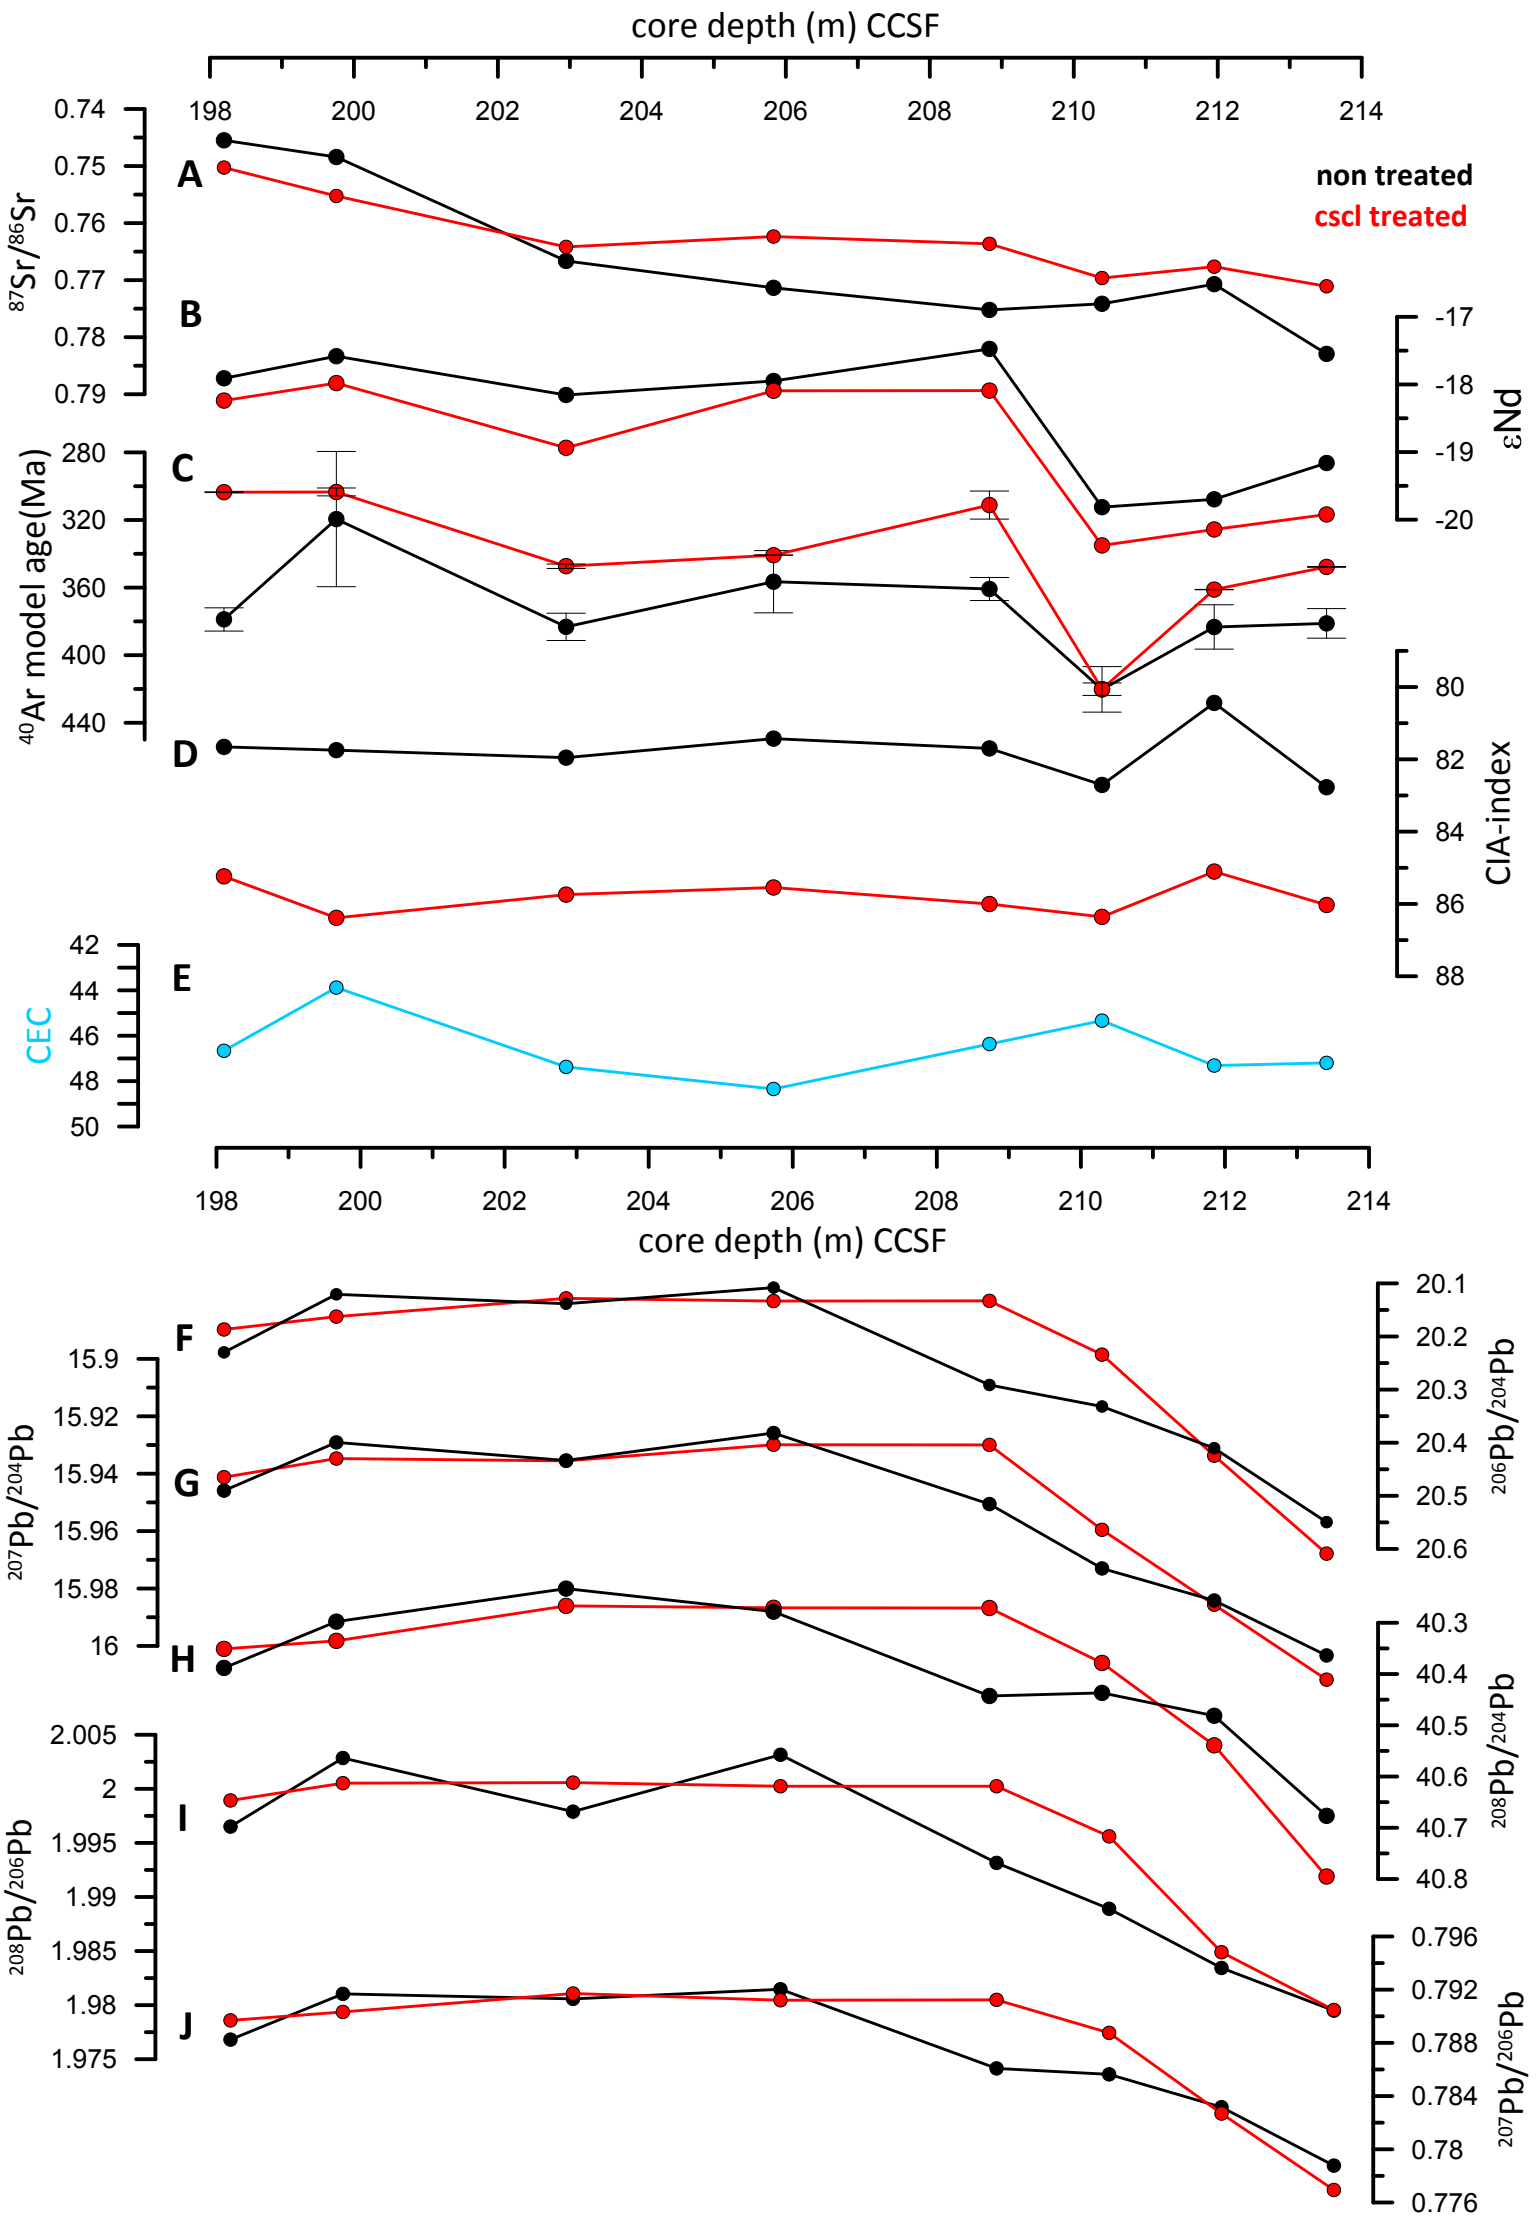 core depth (m) CCSF
198 200 202 204 206 208 210 212 214
0.74
0.75
0.76
0.77
0.78
0.79
⁸⁷Sr/⁸⁶Sr
A
non treated
cscl treated
B
-17
-18
-19
-20
εNd
C
280
320
360
400
440
⁴⁰Ar model age(Ma)
D
80
82
84
86
88
CIA-index
E
42
44
46
48
50
CEC
198 200 202 204 206 208 210 212 214
core depth (m) CCSF
F
20.1
20.2
20.3
20.4
20.5
20.6
²⁰⁶Pb/²⁰⁴Pb
15.9
15.92
15.94
15.96
15.98
16
²⁰⁷Pb/²⁰⁴Pb
G
H
40.3
40.4
40.5
40.6
40.7
40.8
²⁰⁸Pb/²⁰⁴Pb
2.005
2
1.995
1.99
1.985
1.98
1.975
²⁰⁸Pb/²⁰⁶Pb
I
J
0.796
0.792
0.788
0.784
0.78
0.776
²⁰⁷Pb/²⁰⁶Pb